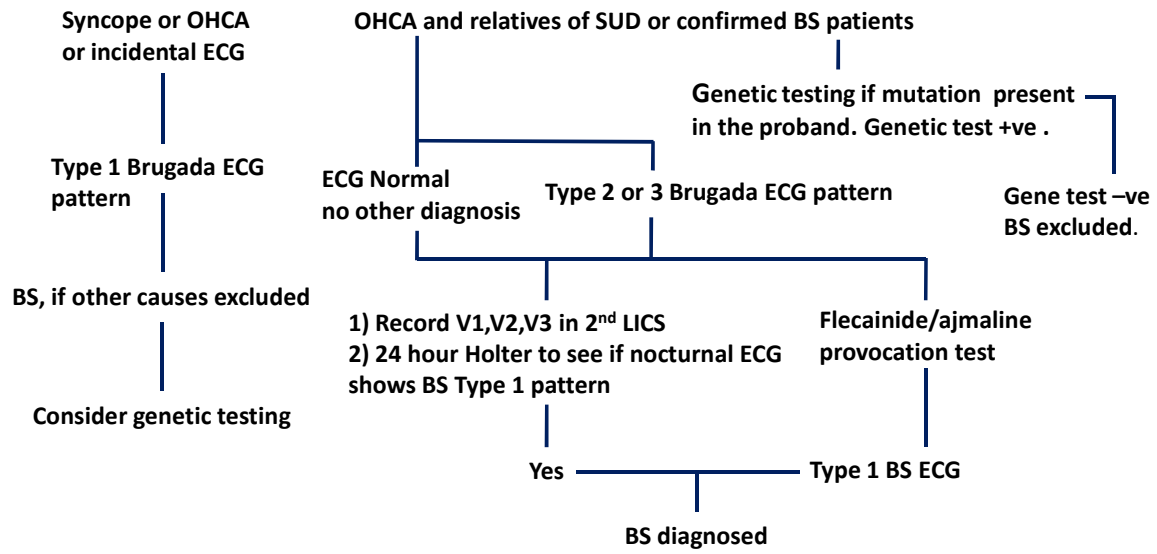 Syncope or OHCA
or incidental ECG
Type 1 Brugada ECG
pattern
BS, if other causes excluded
Consider genetic testing
OHCA and relatives of SUD or confirmed BS patients
Genetic testing if mutation present
in the proband. Genetic test +ve .
Gene test –ve
BS excluded.
ECG Normal
no other diagnosis
Type 2 or 3 Brugada ECG pattern
1) Record V1,V2,V3 in 2nd LICS
2) 24 hour Holter to see if nocturnal ECG
shows BS Type 1 pattern
Flecainide/ajmaline
provocation test
Yes
Type 1 BS ECG
BS diagnosed